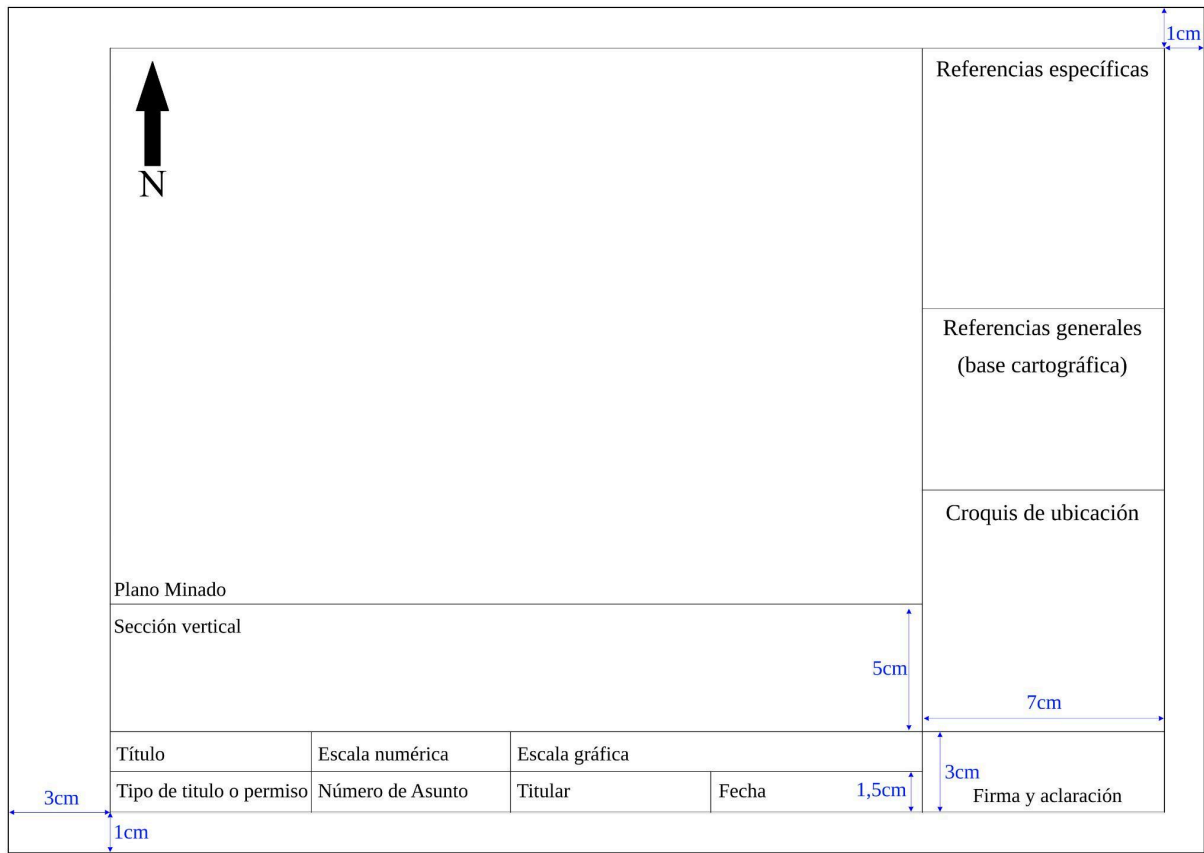 1cm
Referencias específicas
N
Referencias generales
(base cartográfica)
Croquis de ubicación
Plano Minado
Sección vertical
5cm
7cm
Título
Escala numérica
Escala gráfica
3cm
Tipo de titulo o permiso
Número de Asunto
Titular
Fecha
1,5cm
Firma y aclaración
3cm
1cm